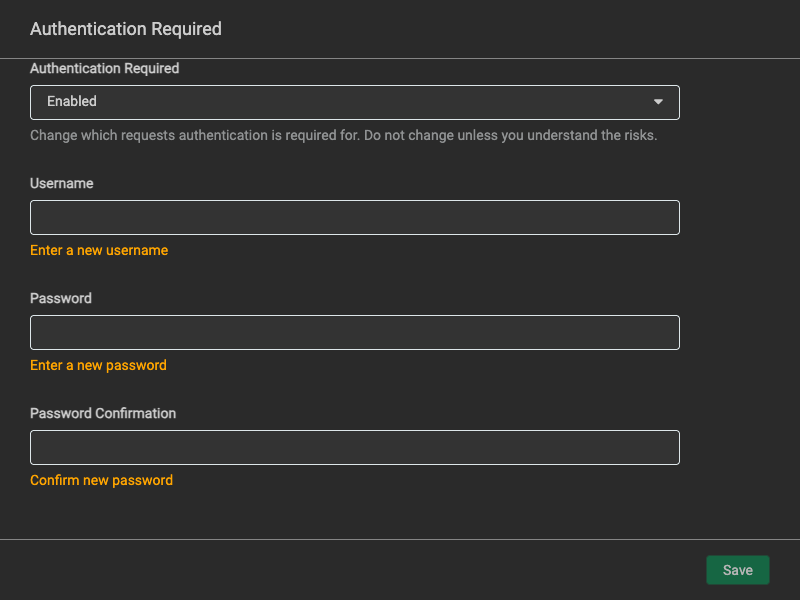 Authentication Required
Authentication Required
Enabled
Change which requests authentication is required for. Do not change unless you understand the risks.
Username
Enter a new username
Password
Enter a new password
Password Confirmation
Confirm new password
Save